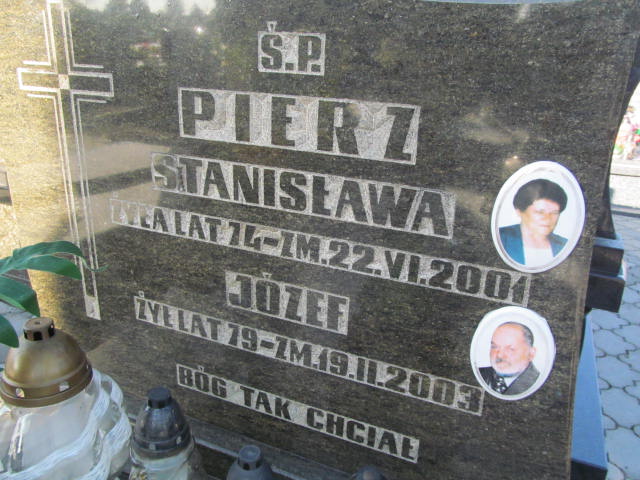 Ś.P.
PIERZ
STANISŁAWA
ŻYŁA LAT 74-ZM. 22.VI.2001
JÓZEF
ŻYŁ LAT 79-ZM. 19.II.2003
BÓG TAK CHCIAŁ